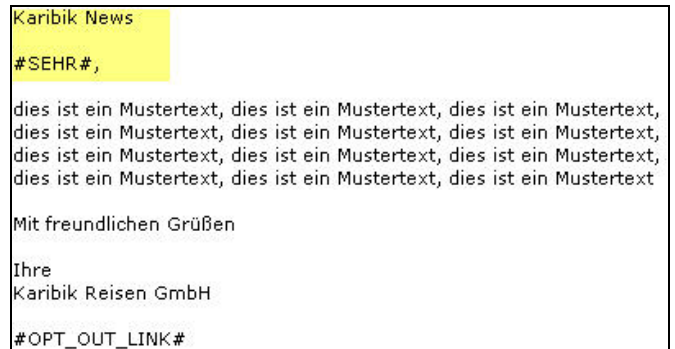 Karibik News
#SEHR#,
dies ist ein Mustertext, dies ist ein Mustertext, dies ist ein Mustertext,
dies ist ein Mustertext, dies ist ein Mustertext, dies ist ein Mustertext,
dies ist ein Mustertext, dies ist ein Mustertext, dies ist ein Mustertext,
dies ist ein Mustertext, dies ist ein Mustertext, dies ist ein Mustertext
Mit freundlichen Grüßen
Ihre
Karibik Reisen GmbH
#OPT_OUT_LINK#